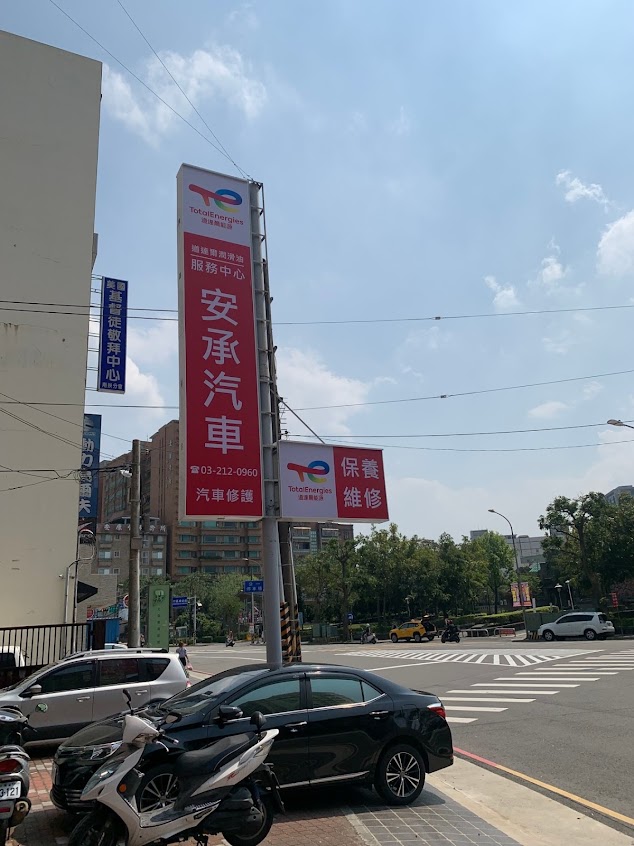 TotalEnergies
道達爾能源
道達爾潤滑油
服務中心
安承汽車
☎03-212-0960
汽車修護
TotalEnergies
道達爾能源
保養
維修
美國
基督徒敬拜中心